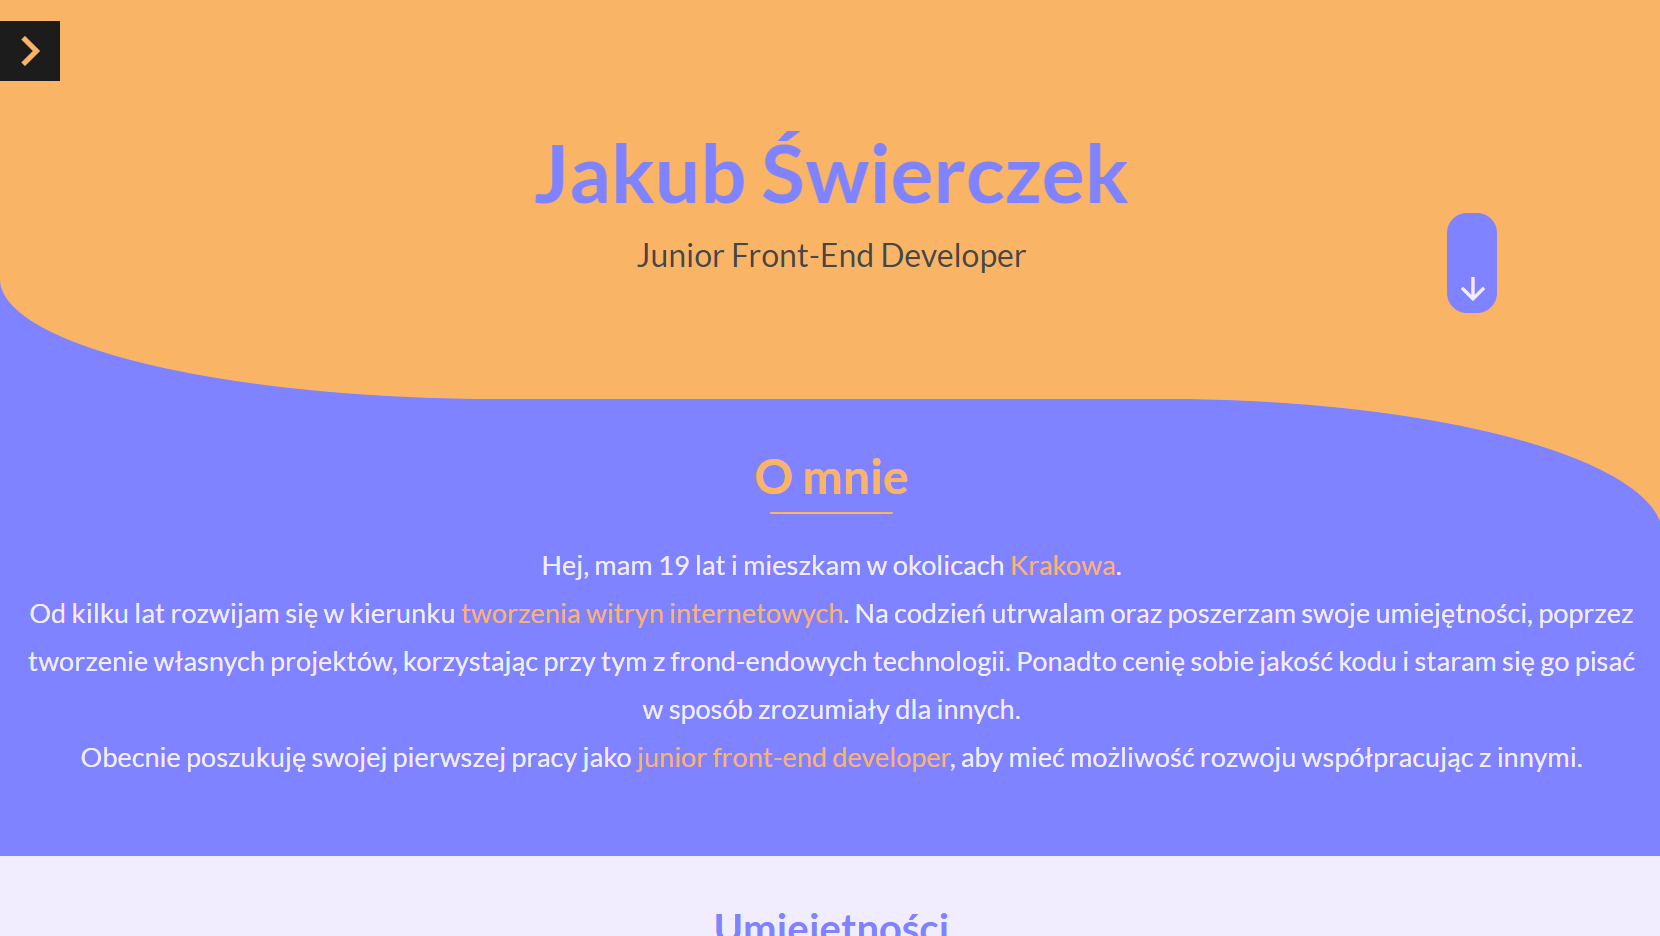 Jakub Świerczek
Junior Front-End Developer
O mnie
Hej, mam 19 lat i mieszkam w okolicach Krakowa.
Od kilku lat rozwijam się w kierunku tworzenia witryn internetowych. Na codzień utrwalam oraz poszerzam swoje umiejętności, poprzez
tworzenie własnych projektów, korzystając przy tym z frond-endowych technologii. Ponadto cenię sobie jakość kodu i staram się go pisać
w sposób zrozumiały dla innych.
Obecnie poszukuję swojej pierwszej pracy jako junior front-end developer, aby mieć możliwość rozwoju współpracując z innymi.
Umiejętności